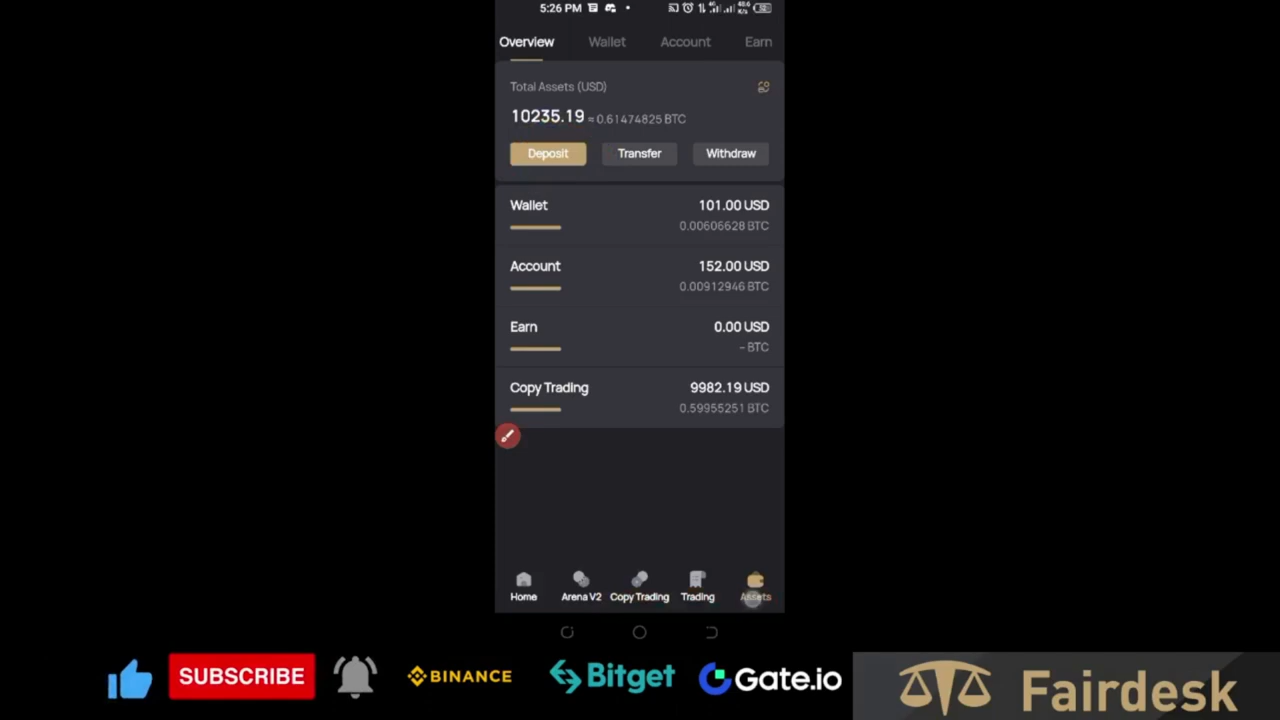 5:26 PM
Overview Wallet Account Earn
Total Assets (USD)
10235.19 ≈ 0.61474825 BTC
Deposit Transfer Withdraw
Wallet 101.00 USD
0.00606628 BTC
Account 152.00 USD
0.00912946 BTC
Earn 0.00 USD
-- BTC
Copy Trading 9982.19 USD
0.59955251 BTC
Home Arena V2 Copy Trading Trading Assets
SUBSCRIBE BINANCE Bitget Gate.io Fairdesk